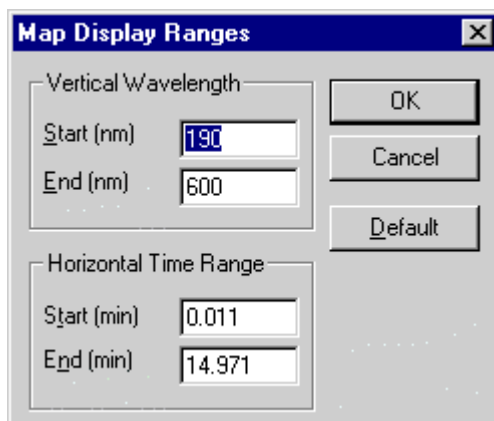 Map Display Ranges
Vertical Wavelength
Start (nm) 190
End (nm) 600
OK
Cancel
Default
Horizontal Time Range
Start (min) 0.011
End (min) 14.971